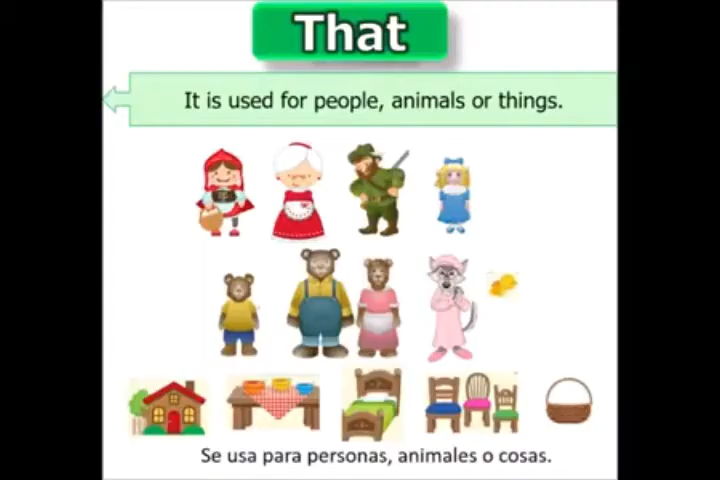 That
It is used for people, animals or things.
Se usa para personas, animales o cosas.